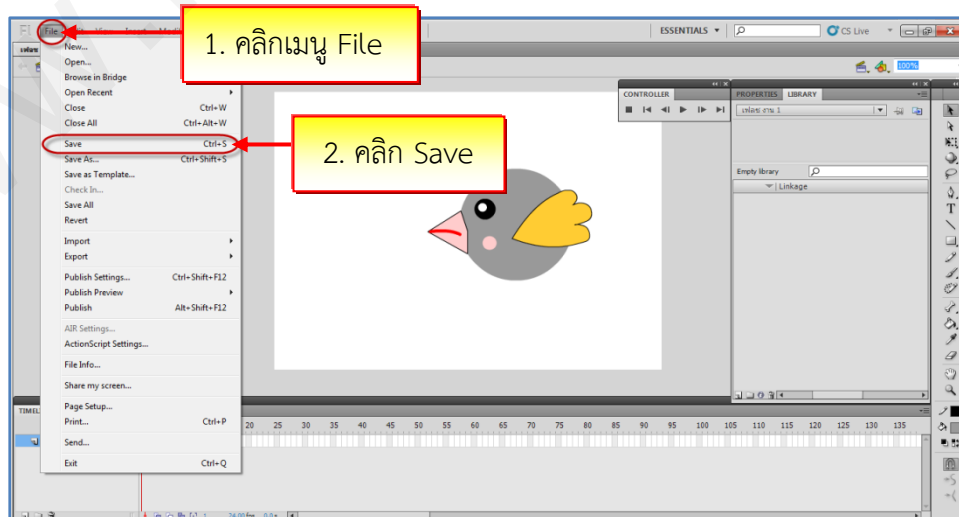 Fl File ESSENTIALS CS Live
1. คลิกเมนู File
New...
Open...
Browse in Bridge
Open Recent
Close Ctrl+W
Close All Ctrl+Alt+W
Save Ctrl+S
2. คลิก Save
Save As... Ctrl+Shift+S
Save as Template...
Check In...
Save All
Revert
Import
Export
Publish Settings... Ctrl+Shift+F12
Publish Preview
Publish Alt+Shift+F12
AIR Settings...
ActionScript Settings...
File Info...
Share my screen...
Page Setup...
Print... Ctrl+P
Send...
Exit Ctrl+Q
100%
CONTROLLER
PROPERTIES LIBRARY
Empty library
Linkage
20 25 30 35 40 45 50 55 60 65 70 75 80 85 90 95 100 105 110 115 120 125 130 135